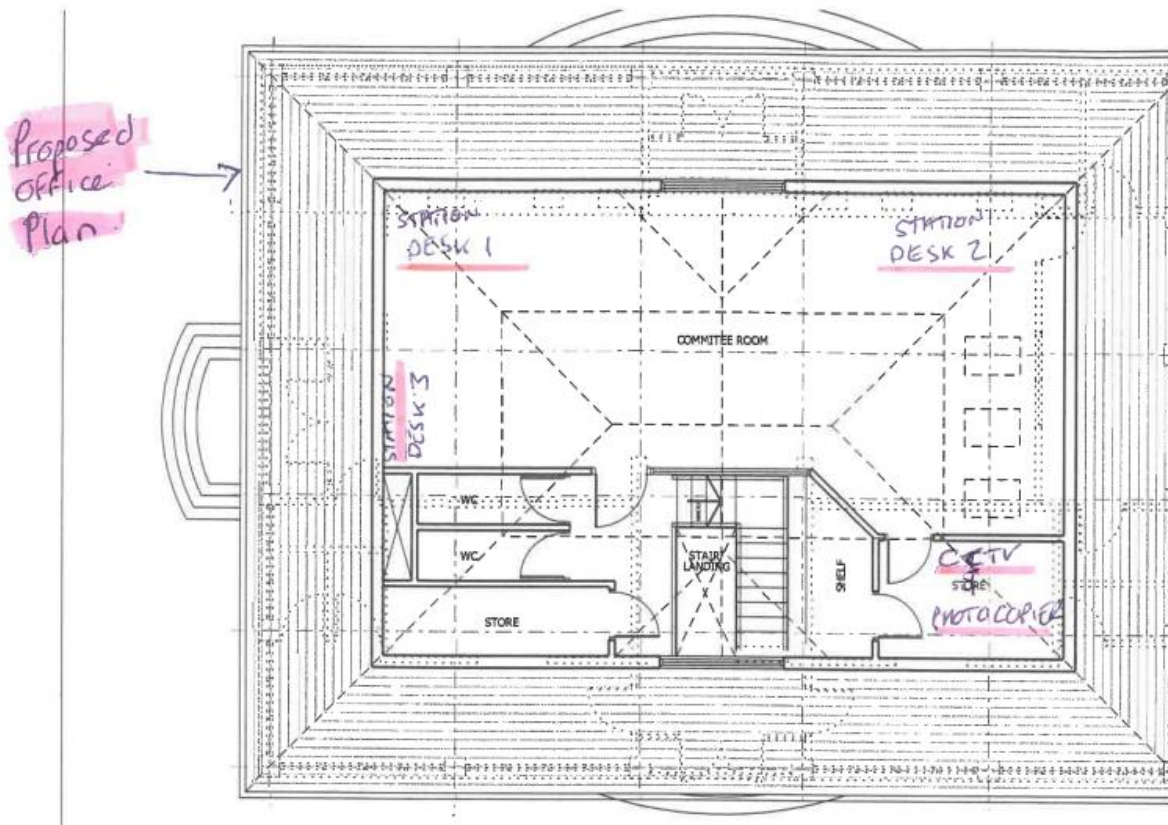 Proposed
OFFice
Plan
STATION
DESK 1
STATION
DESK 2
COMMITEE ROOM
STATION
DESK 3
WC
WC
STAIR
LANDING
SHELF
CCTV
STORE
PHOTOCOPIER
STORE